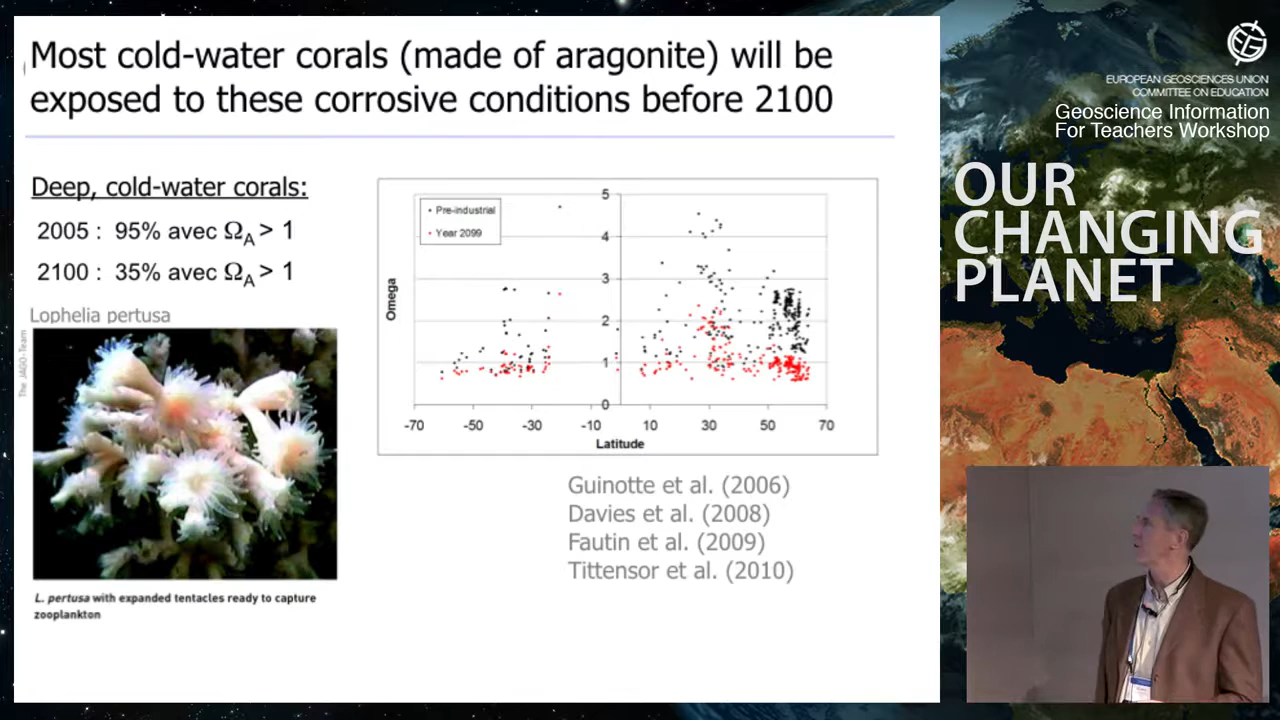 Most cold-water corals (made of aragonite) will be
exposed to these corrosive conditions before 2100
Deep, cold-water corals:
2005 : 95% avec ΩA > 1
2100 : 35% avec ΩA > 1
Lophelia pertusa
The JAGO-Team
L. pertusa with expanded tentacles ready to capture
zooplankton
Pre-industrial
Year 2099
Omega
5
4
3
2
1
0
-70 -50 -30 -10 10 30 50 70
Latitude
Guinotte et al. (2006)
Davies et al. (2008)
Fautin et al. (2009)
Tittensor et al. (2010)
EUROPEAN GEOSCIENCES UNION
COMMITTEE ON EDUCATION
Geoscience Information
For Teachers Workshop
OUR
CHANGING
PLANET